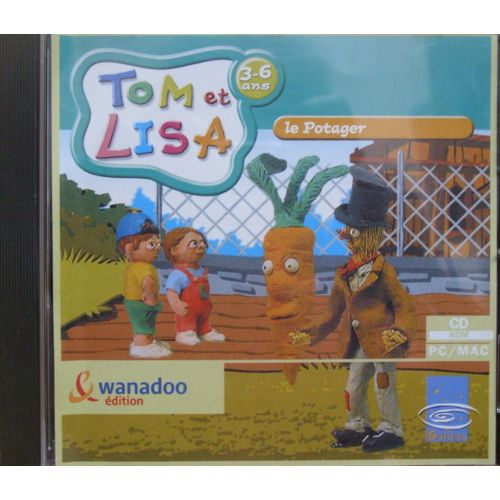 TOM et
LISA
3-6
ans
le Potager
CD
ROM
PC/MAC
wanadoo
édition